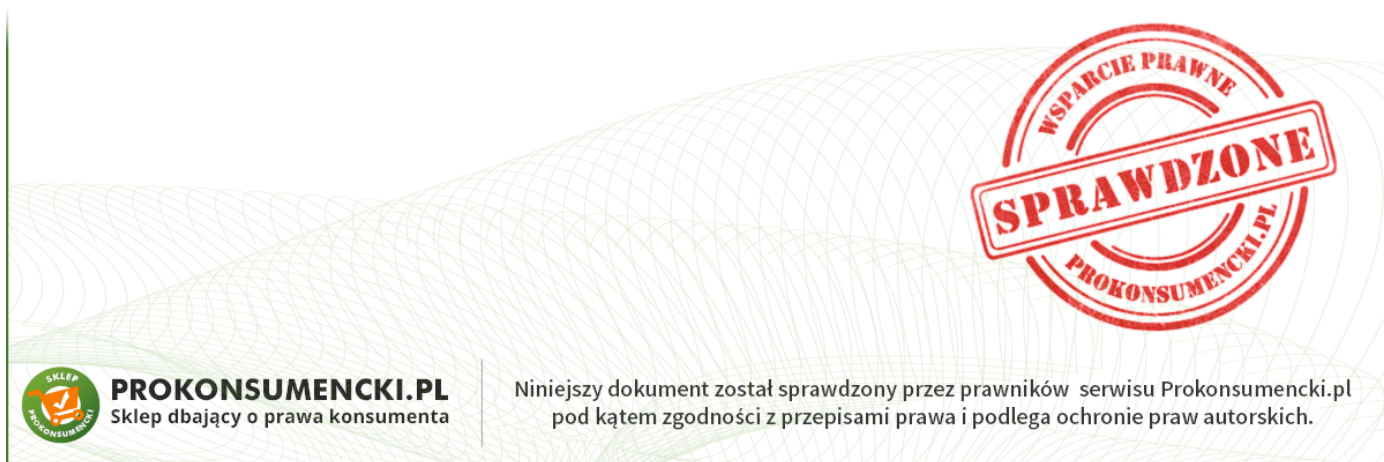 WSPARCIE PRAWNE
SPRAWDZONE
PROKONSUMENCKI.PL
SKLEP
PROKONSUMENCKI
PROKONSUMENCKI.PL
Sklep dbający o prawa konsumenta
Niniejszy dokument został sprawdzony przez prawników serwisu Prokonsumencki.pl
pod kątem zgodności z przepisami prawa i podlega ochronie praw autorskich.